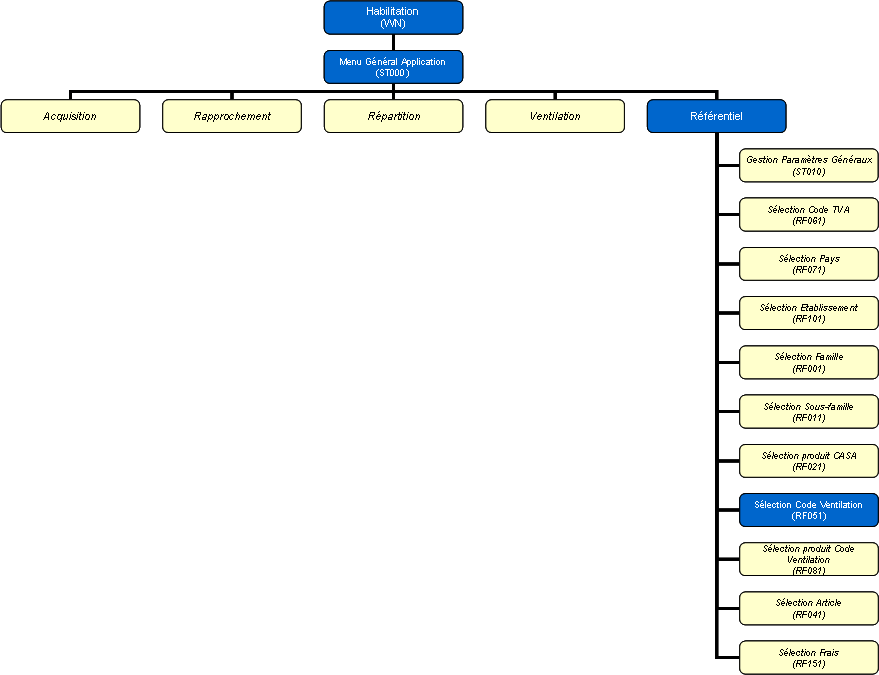 Habilitation
(VVN)
Menu Général Application
(ST000)
Acquisition
Rapprochement
Répartition
Ventilation
Référentiel
Gestion Paramètres Généraux
(ST010)
Sélection Code TVA
(RF061)
Sélection Pays
(RF071)
Sélection Etablissement
(RF101)
Sélection Famille
(RF001)
Sélection Sous-famille
(RF011)
Sélection produit CASA
(RF021)
Sélection Code Ventilation
(RF051)
Sélection produit Code
Ventilation
(RF081)
Sélection Article
(RF041)
Sélection Frais
(RF151)